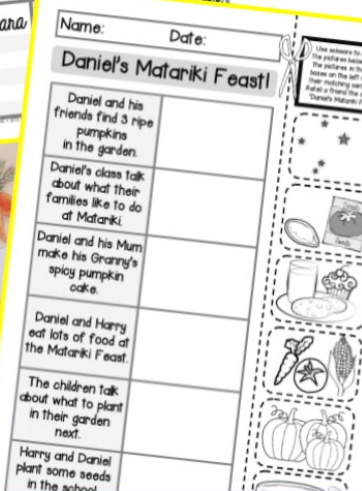 ara
Name:
Date:
Daniel's Matariki Feast!
Daniel and his
friends find 3 ripe
pumpkins
in the garden.
Daniel's class talk
about what their
families like to do
at Matariki.
Daniel and his Mum
make his Granny's
spicy pumpkin
cake.
Daniel and Harry
eat lots of food at
the Matariki Feast.
The children talk
about what to plant
in their garden
next.
Harry and Daniel
plant some seeds
in the school
Use scissors to
the pictures below
the pictures in the
boxes on the left
their matching
Retell a friend the
"Daniel's Matariki